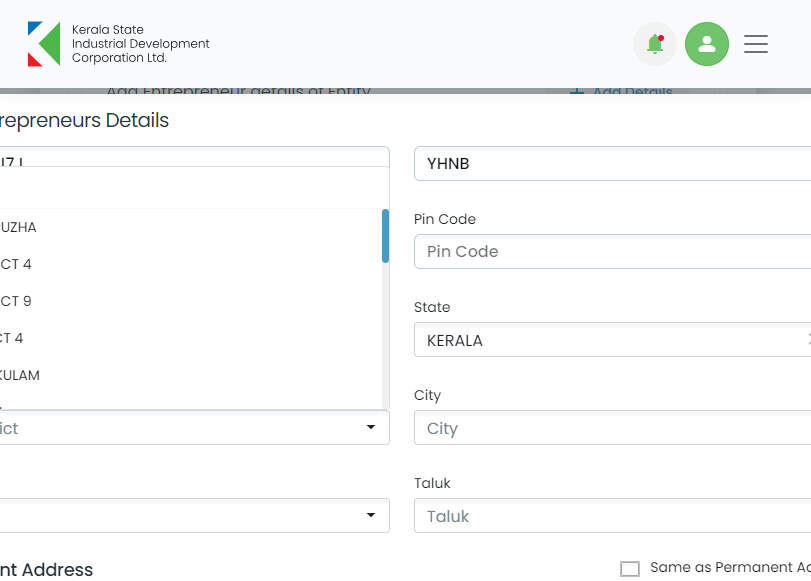 Kerala State
Industrial Development
Corporation Ltd.
Add Entrepreneur details of Entity
Add Details
repreneurs Details
YHNB
UZHA
Pin Code
CT 4
Pin Code
CT 9
State
CT 4
KERALA
KULAM
City
ict
City
Taluk
Taluk
nt Address
Same as Permanent Ad